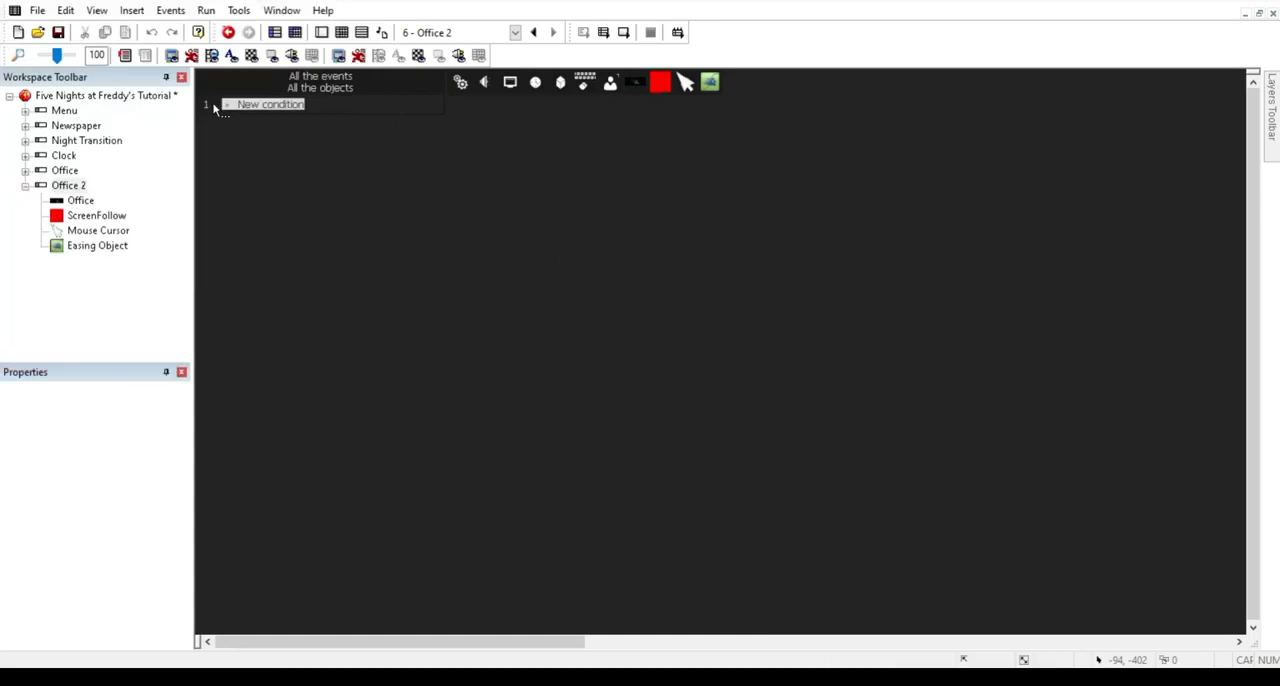 File Edit View Insert Events Run Tools Window Help
6 - Office 2
100
Workspace Toolbar
Five Nights at Freddy's Tutorial *
Menu
Newspaper
Night Transition
Clock
Office
Office 2
Office
ScreenFollow
Mouse Cursor
Easing Object
Properties
All the events
All the objects
1 New condition
Layers Toolbar
-94, -402 0 CAP NUM